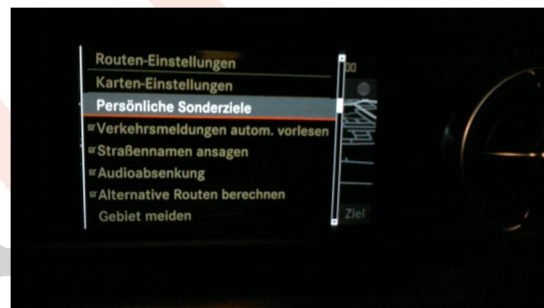 Routen-Einstellungen
Karten-Einstellungen
Persönliche Sonderziele
Verkehrsmeldungen autom. vorlesen
Straßennamen ansagen
Audioabsenkung
Alternative Routen berechnen
Gebiet meiden
Ziel